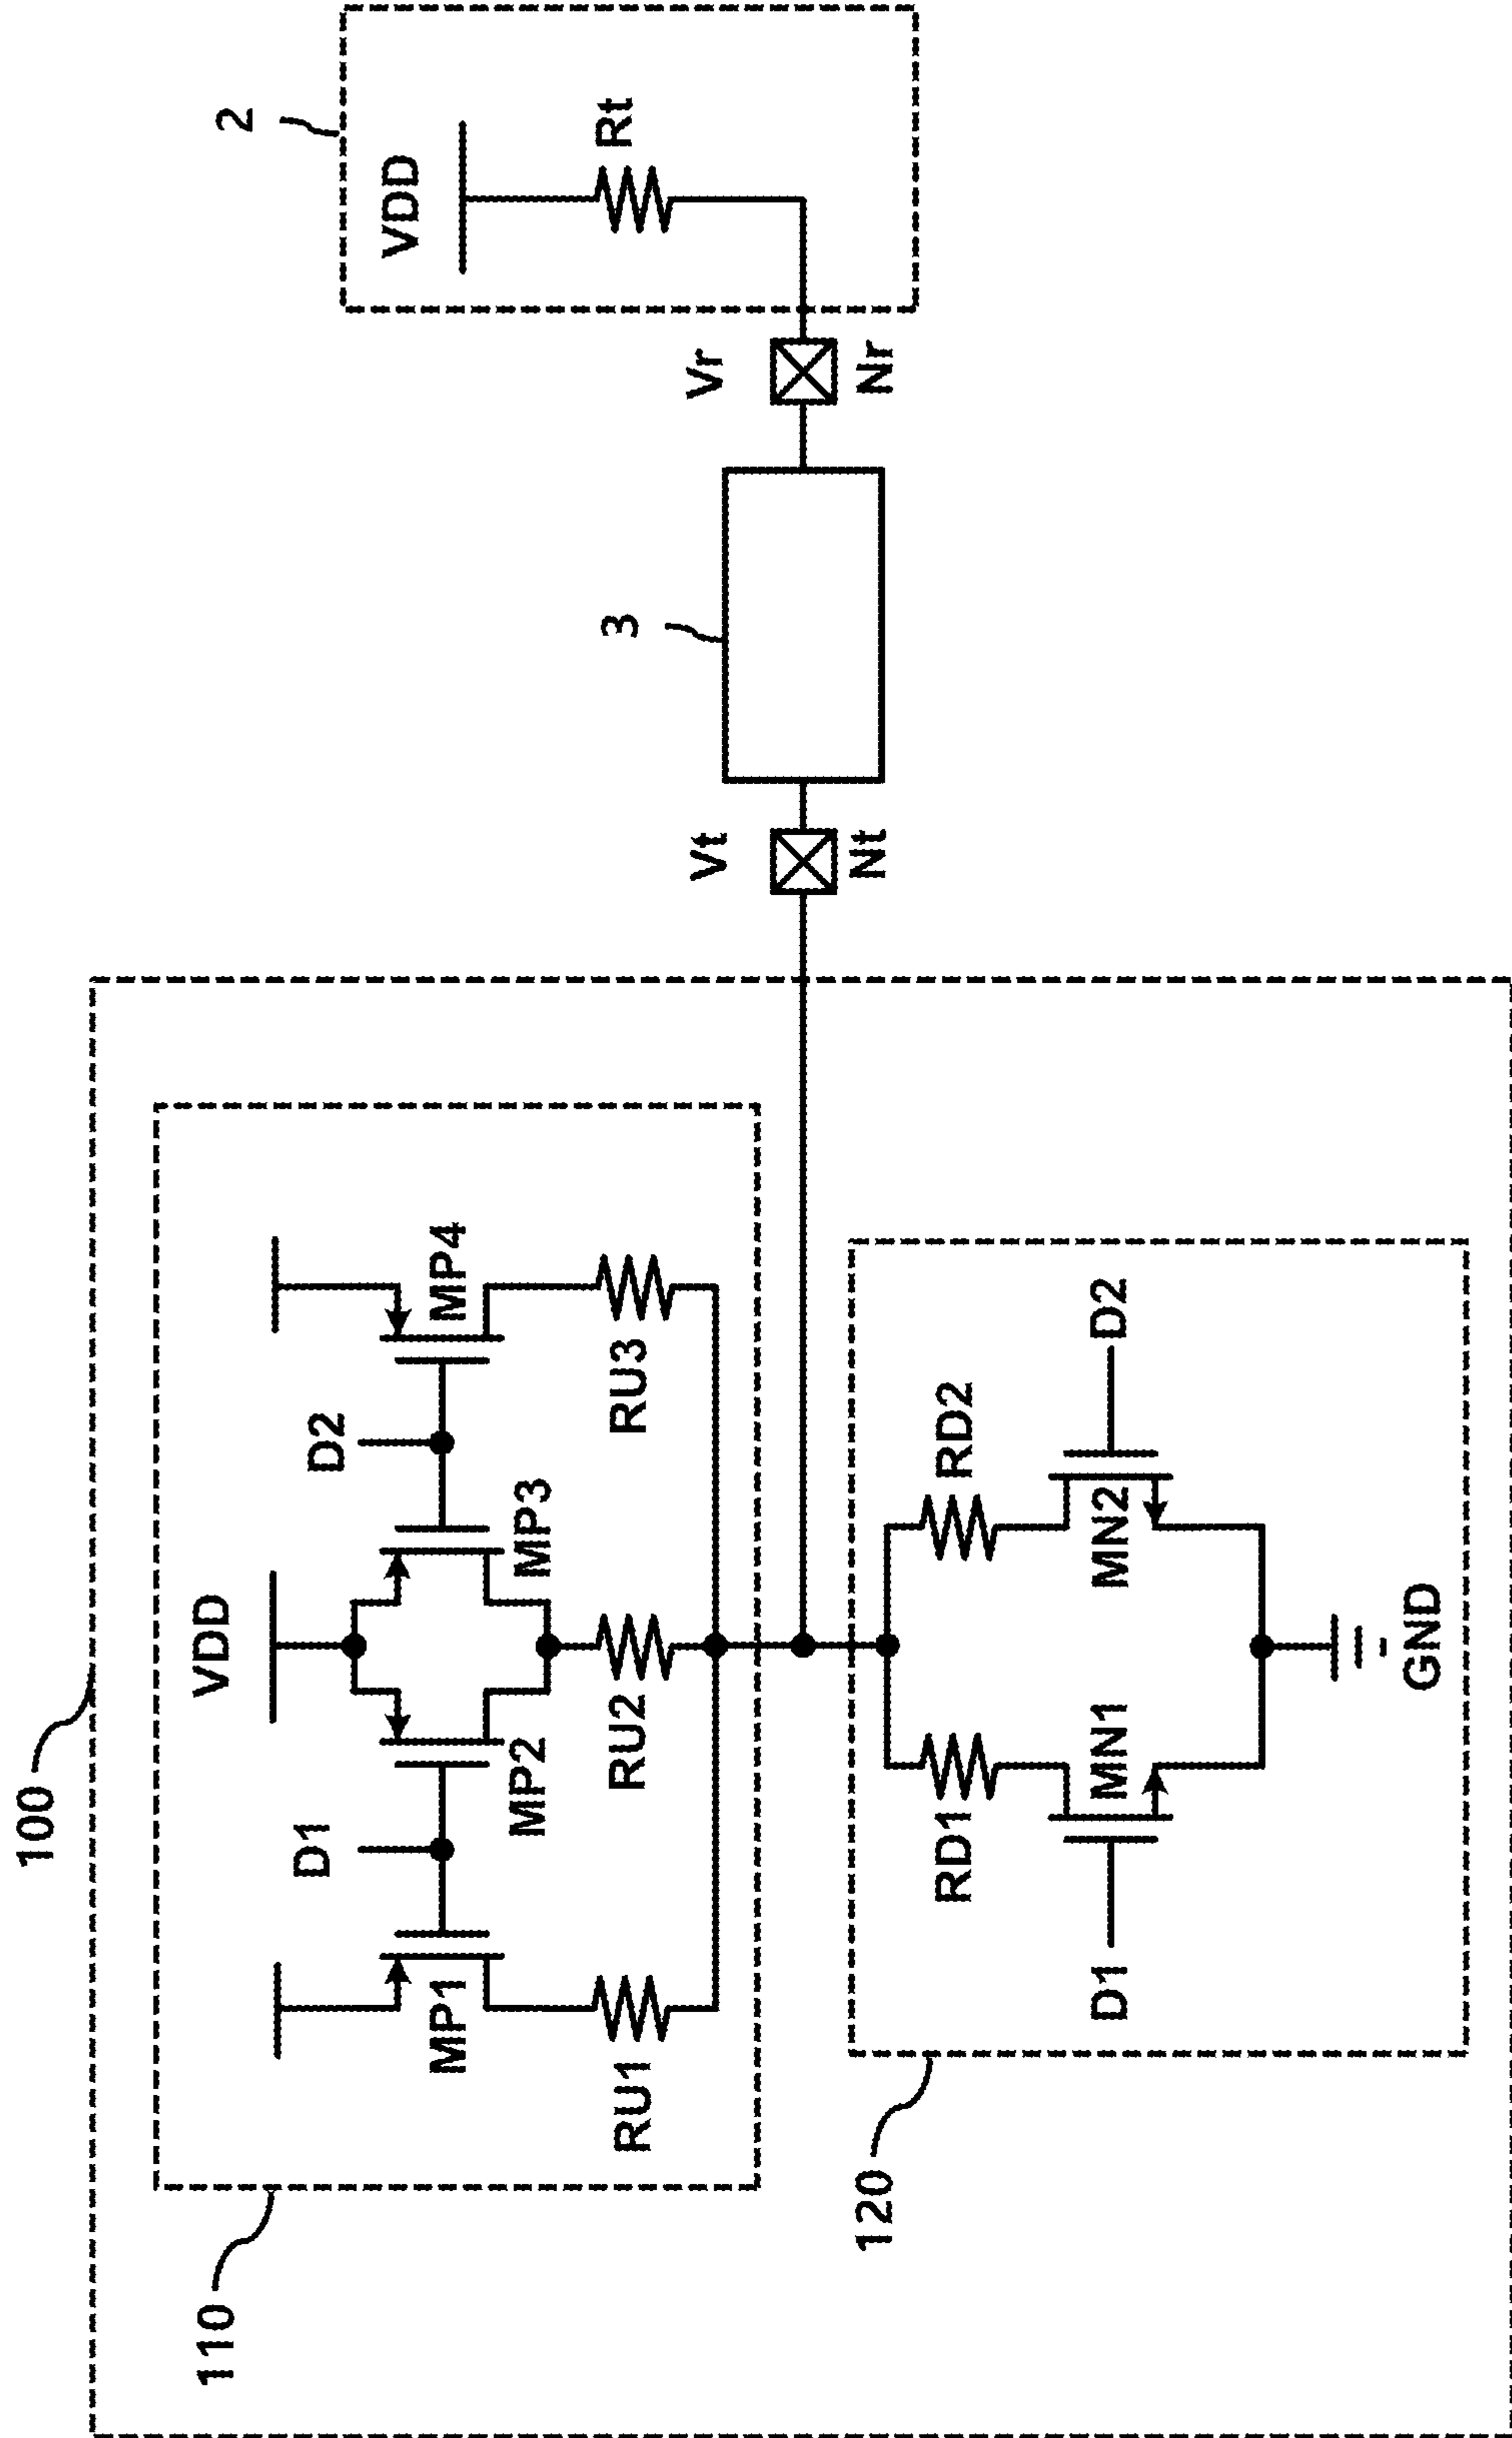 100
110
VDD
D1
D2
MP1
MP2
MP3
MP4
RU1
RU2
RU3
120
RD1
RD2
D1
MN1
MN2
D2
GND
Vt
Nt
3
Vr
Nr
2
VDD
Rt